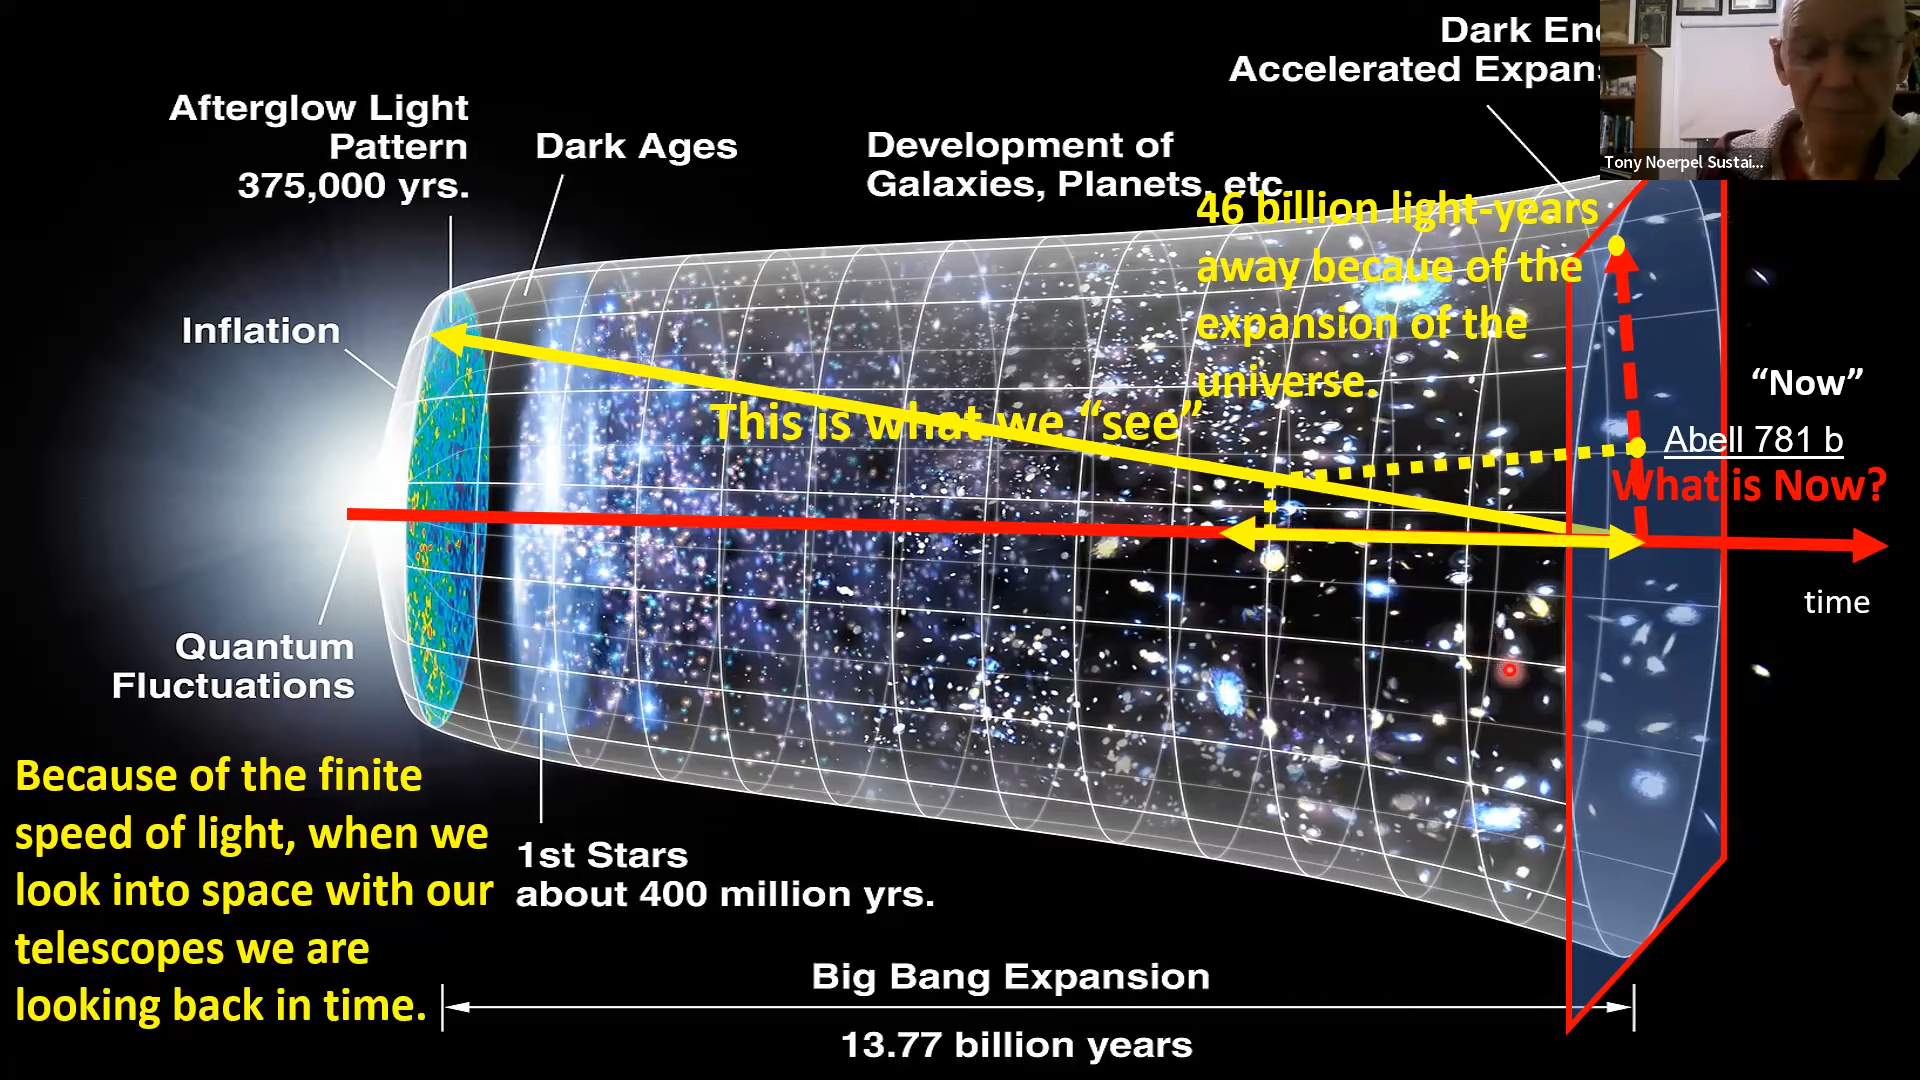 Dark En
Accelerated Expans
Tony Noerpel Sustai...
Afterglow Light
Pattern
375,000 yrs.
Dark Ages
Development of
Galaxies, Planets, etc.
46 billion light-years
away becaue of the
expansion of the
universe.
Inflation
This is what we “see”
“Now”
Abell 781 b
What is Now?
time
Quantum
Fluctuations
Because of the finite
speed of light, when we
look into space with our
telescopes we are
looking back in time.
1st Stars
about 400 million yrs.
Big Bang Expansion
13.77 billion years